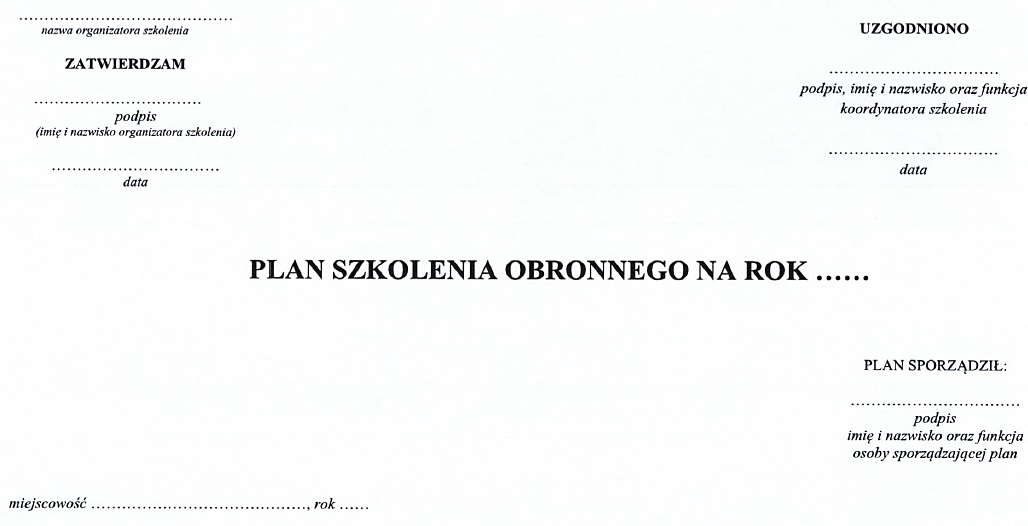 ........................................
nazwa organizatora szkolenia
ZATWIERDZAM
................................
podpis
(imię i nazwisko organizatora szkolenia)
................................
data
UZGODNIONO
................................
podpis, imię i nazwisko oraz funkcja
koordynatora szkolenia
................................
data
PLAN SZKOLENIA OBRONNEGO NA ROK ……
PLAN SPORZĄDZIŁ:
................................
podpis
imię i nazwisko oraz funkcja
osoby sporządzającej plan
miejscowość ........................................., rok ……